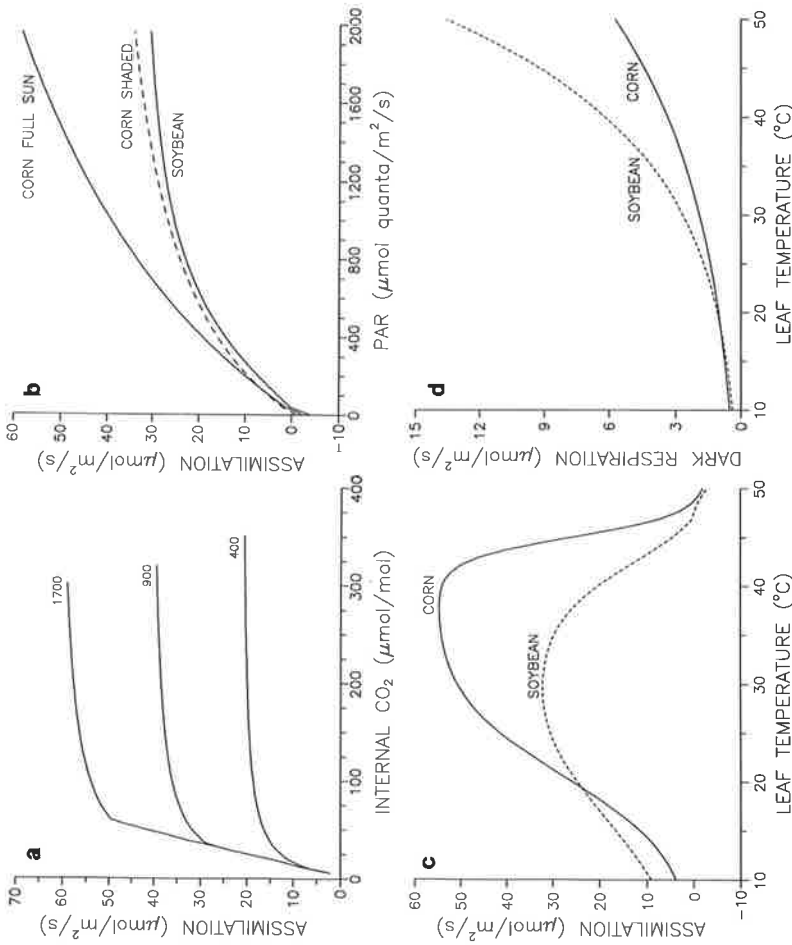 a
ASSIMILATION (μmol/m²/s)
70
60
50
40
30
20
10
0
1700
900
400
0
100
200
300
400
INTERNAL CO₂ (μmol/mol)
b
ASSIMILATION (μmol/m²/s)
60
50
40
30
20
10
0
-10
CORN FULL SUN
CORN SHADED
SOYBEAN
0
400
800
1200
1600
2000
PAR (μmol quanta/m²/s)
c
ASSIMILATION (μmol/m²/s)
60
50
40
30
20
10
0
-10
CORN
SOYBEAN
10
20
30
40
50
LEAF TEMPERATURE (°C)
d
DARK RESPIRATION (μmol/m²/s)
15
12
9
6
3
0
SOYBEAN
CORN
10
20
30
40
50
LEAF TEMPERATURE (°C)